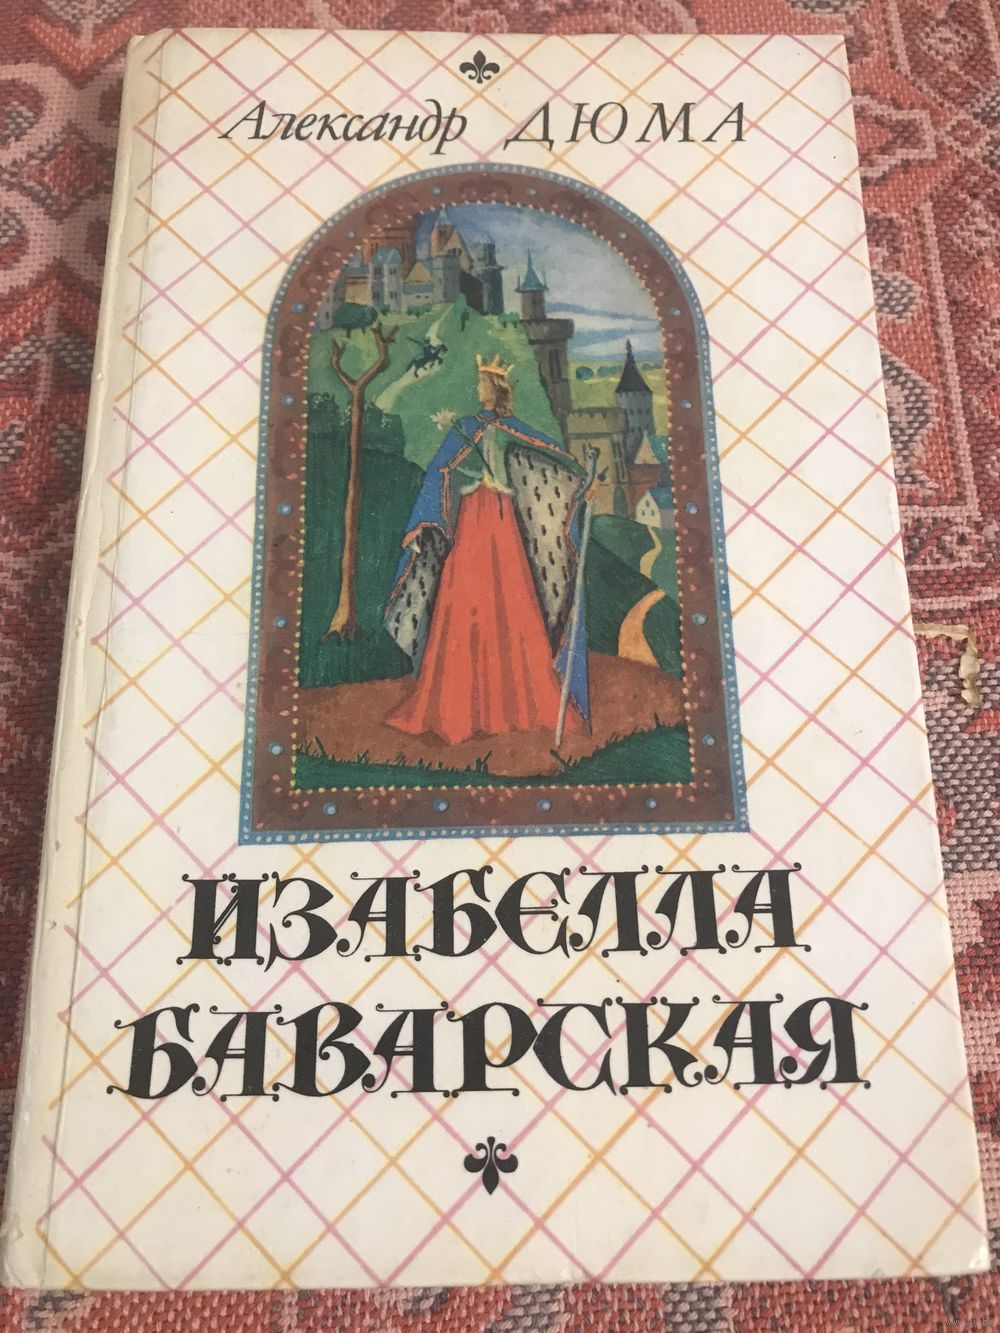 Александр ДЮМА
ИЗАБЕЛЛА
БАВАРСКАЯ